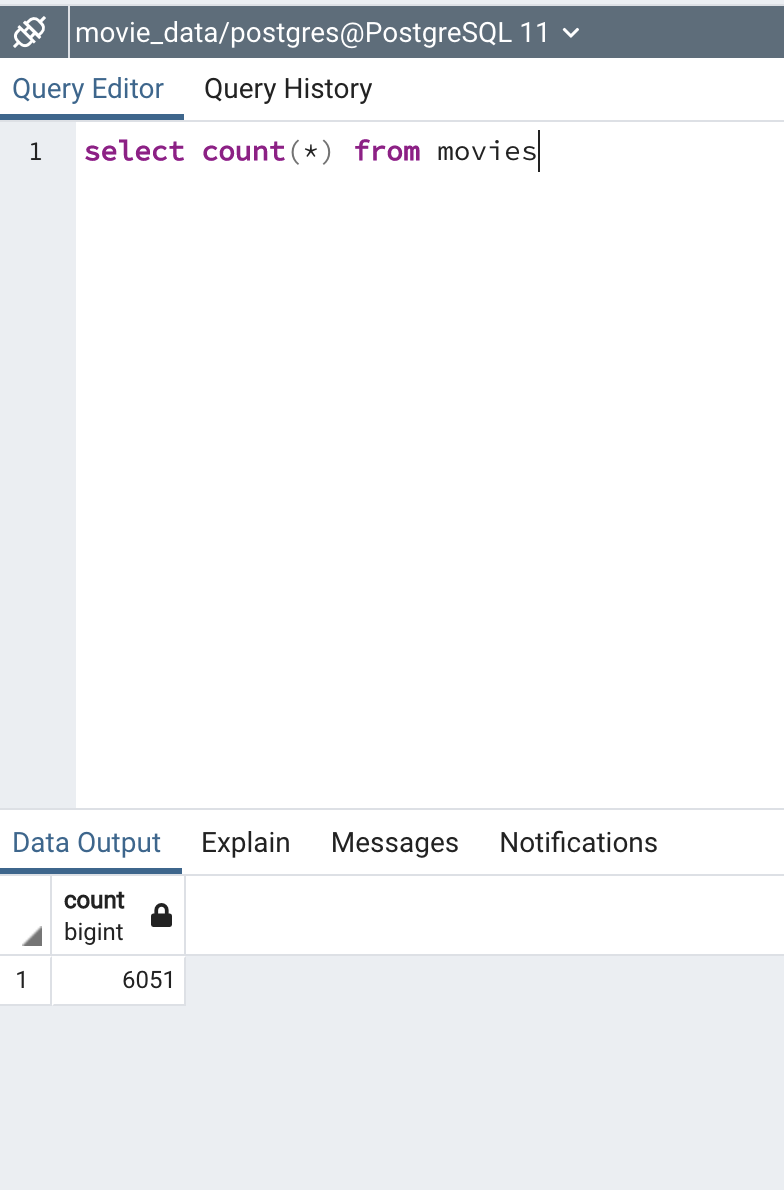 movie_data/postgres@PostgreSQL 11
Query Editor Query History
1 select count(*) from movies
Data Output Explain Messages Notifications
count
bigint
1 6051